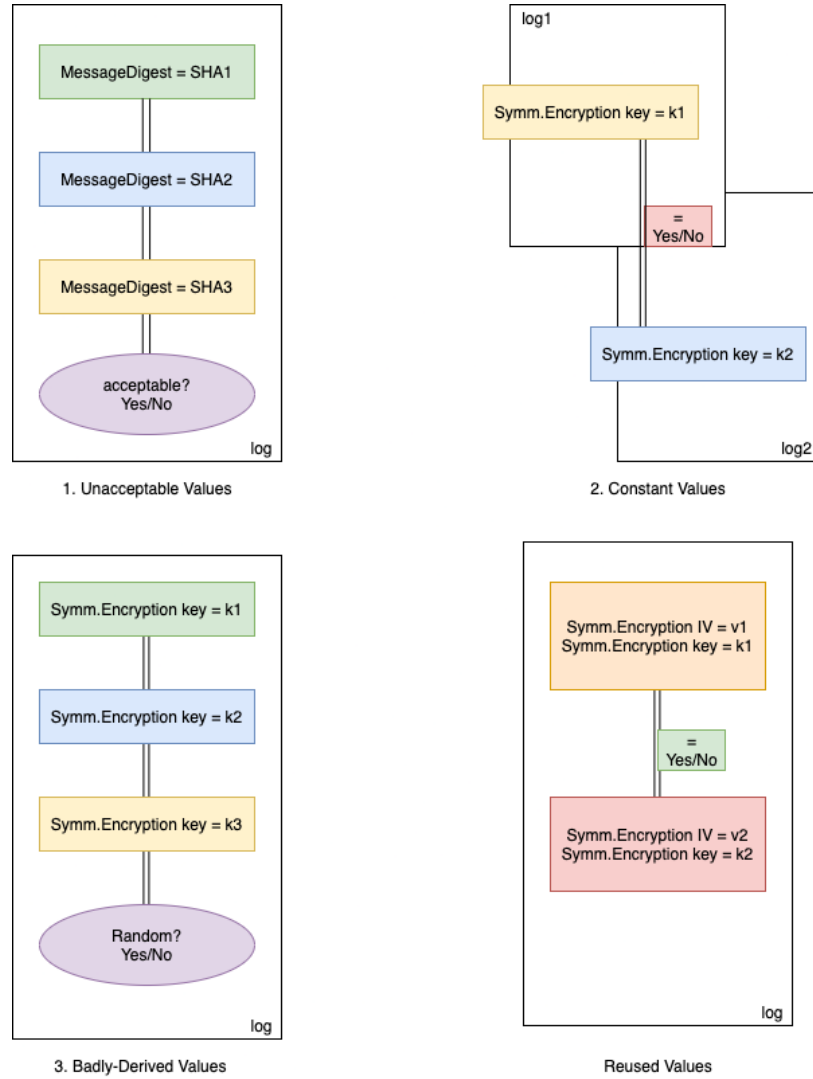 MessageDigest = SHA1
MessageDigest = SHA2
MessageDigest = SHA3
acceptable?
Yes/No
log
1. Unacceptable Values
log1
Symm.Encryption key = k1
=
Yes/No
Symm.Encryption key = k2
log2
2. Constant Values
Symm.Encryption key = k1
Symm.Encryption key = k2
Symm.Encryption key = k3
Random?
Yes/No
log
3. Badly-Derived Values
Symm.Encryption IV = v1
Symm.Encryption key = k1
=
Yes/No
Symm.Encryption IV = v2
Symm.Encryption key = k2
log
Reused Values